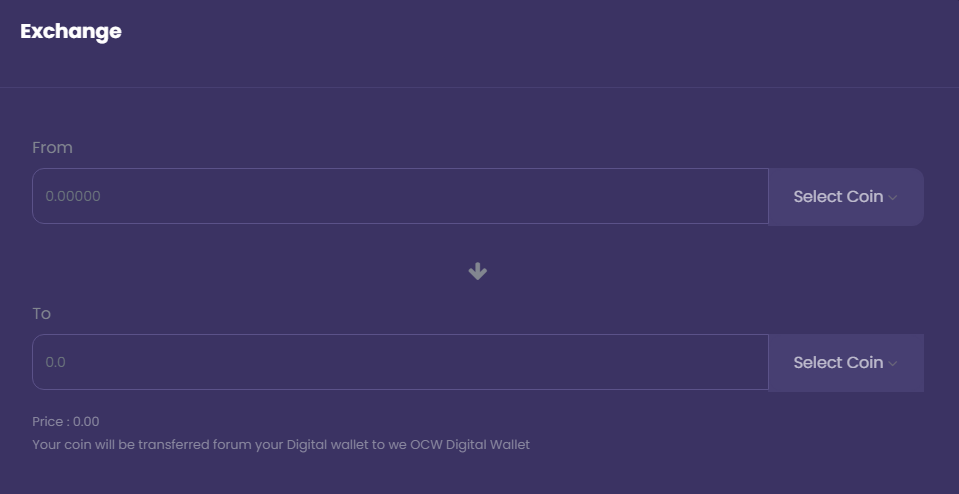 Exchange
From
0.00000
Select Coin
To
0.0
Select Coin
Price : 0.00
Your coin will be transferred forum your Digital wallet to we OCW Digital Wallet